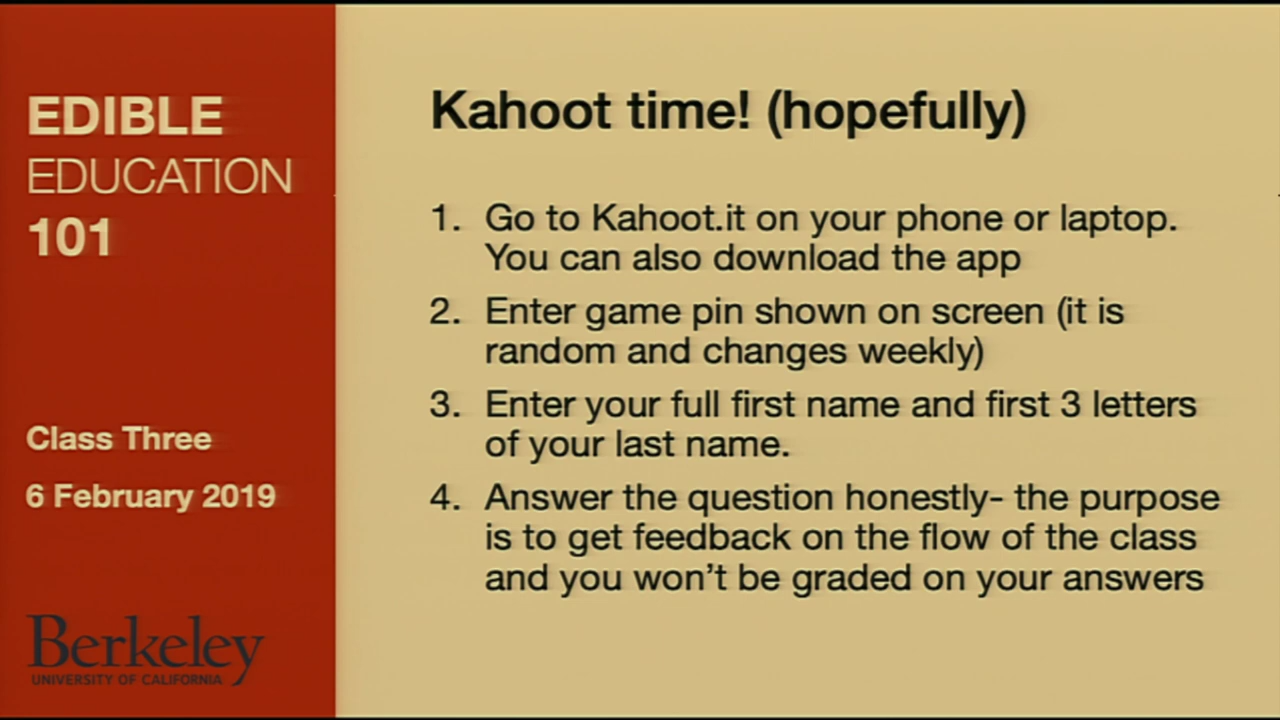 EDIBLE
EDUCATION
101
Class Three
6 February 2019
Berkeley
UNIVERSITY OF CALIFORNIA
Kahoot time! (hopefully)
1. Go to Kahoot.it on your phone or laptop.
You can also download the app
2. Enter game pin shown on screen (it is
random and changes weekly)
3. Enter your full first name and first 3 letters
of your last name.
4. Answer the question honestly- the purpose
is to get feedback on the flow of the class
and you won’t be graded on your answers